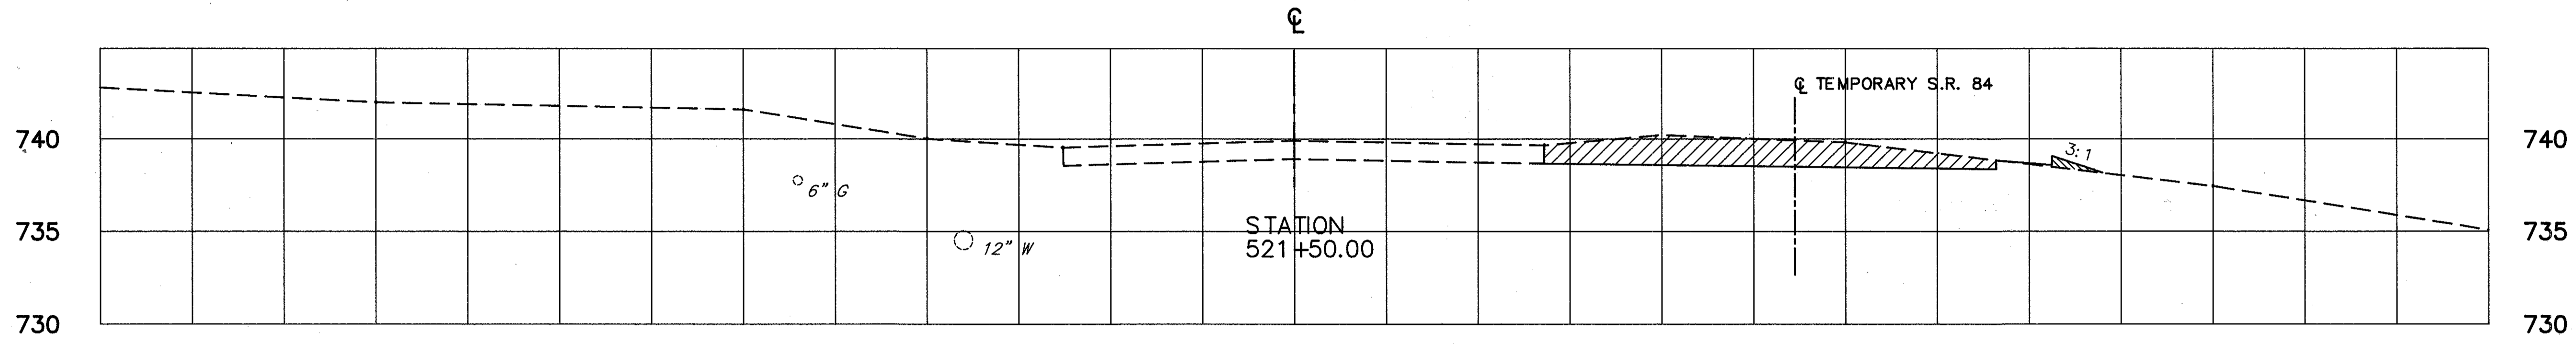 ℄
℄ TEMPORARY S.R. 84
740
740
3:1
6" G
STATION
735
735
12" W
521+50.00
730
730